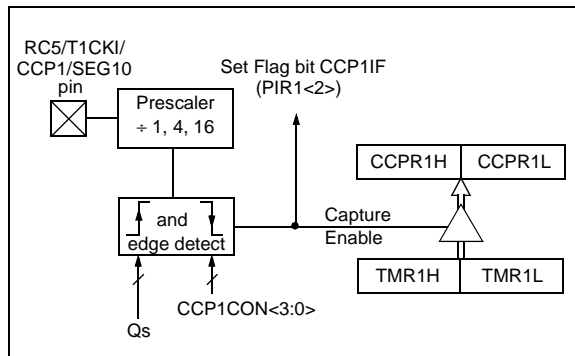 RC5/T1CKI/
CCP1/SEG10
pin
Set Flag bit CCP1IF
(PIR1<2>)
Prescaler
÷ 1, 4, 16
CCPR1H CCPR1L
and
edge detect
Capture
Enable
TMR1H TMR1L
CCP1CON<3:0>
Qs